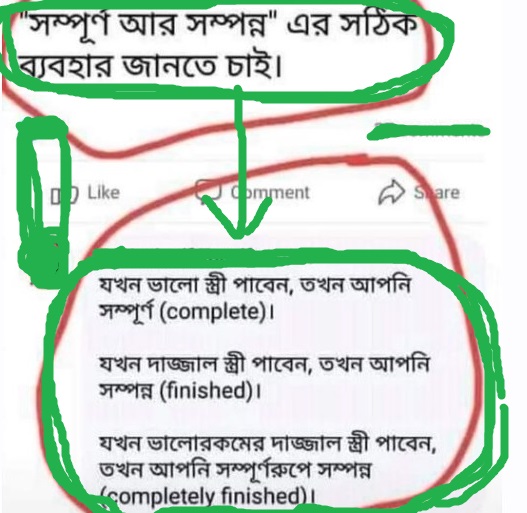 "সম্পূর্ণ আর সম্পন্ন" এর সঠিক
ব্যবহার জানতে চাই।
Like Comment Share
যখন ভালো স্ত্রী পাবেন, তখন আপনি
সম্পূর্ণ (complete)।
যখন দাজ্জাল স্ত্রী পাবেন, তখন আপনি
সম্পন্ন (finished)।
যখন ভালোরকমের দাজ্জাল স্ত্রী পাবেন,
তখন আপনি সম্পূর্ণরুপে সম্পন্ন
(completely finished)।